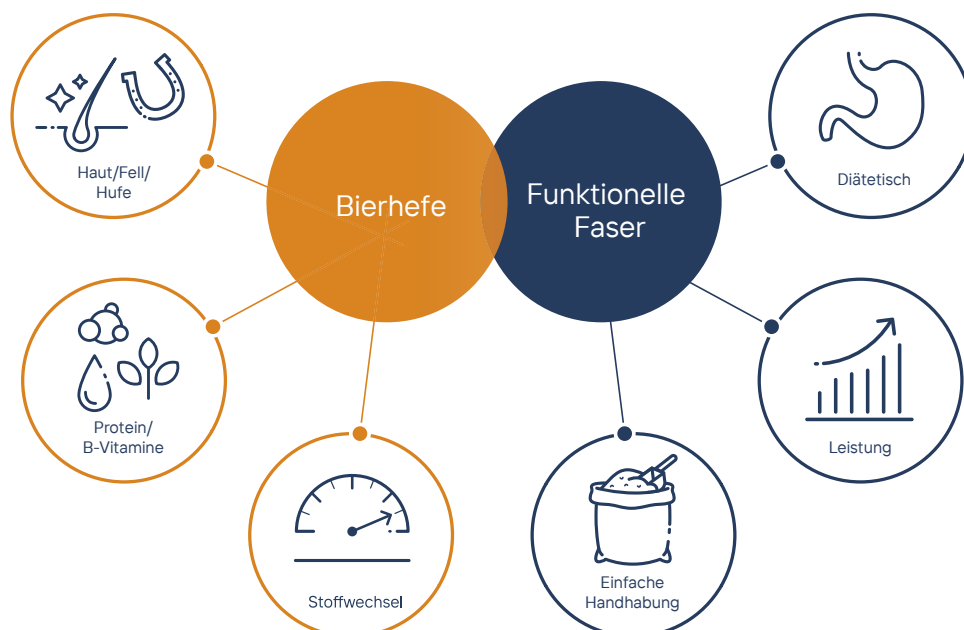 Haut/Fell/
Hufe
Bierhefe
Funktionelle
Faser
Diätetisch
Protein/
B-Vitamine
Leistung
Stoffwechsel
Einfache
Handhabung